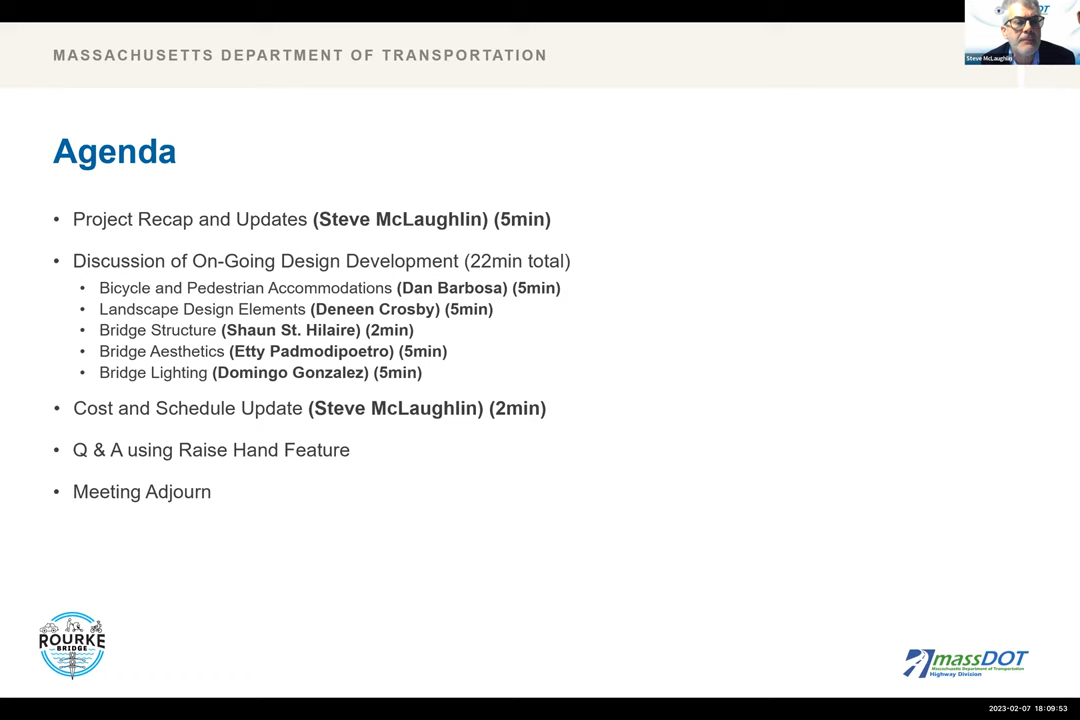 MASSACHUSETTS DEPARTMENT OF TRANSPORTATION
DOT
Steve McLaughlin
Agenda
• Project Recap and Updates (Steve McLaughlin) (5min)
• Discussion of On-Going Design Development (22min total)
• Bicycle and Pedestrian Accommodations (Dan Barbosa) (5min)
• Landscape Design Elements (Deneen Crosby) (5min)
• Bridge Structure (Shaun St. Hilaire) (2min)
• Bridge Aesthetics (Etty Padmodipoetro) (5min)
• Bridge Lighting (Domingo Gonzalez) (5min)
• Cost and Schedule Update (Steve McLaughlin) (2min)
• Q & A using Raise Hand Feature
• Meeting Adjourn
ROURKE
BRIDGE
massDOT
Massachusetts Department of Transportation
Highway Division
2023-02-07 18:09:53